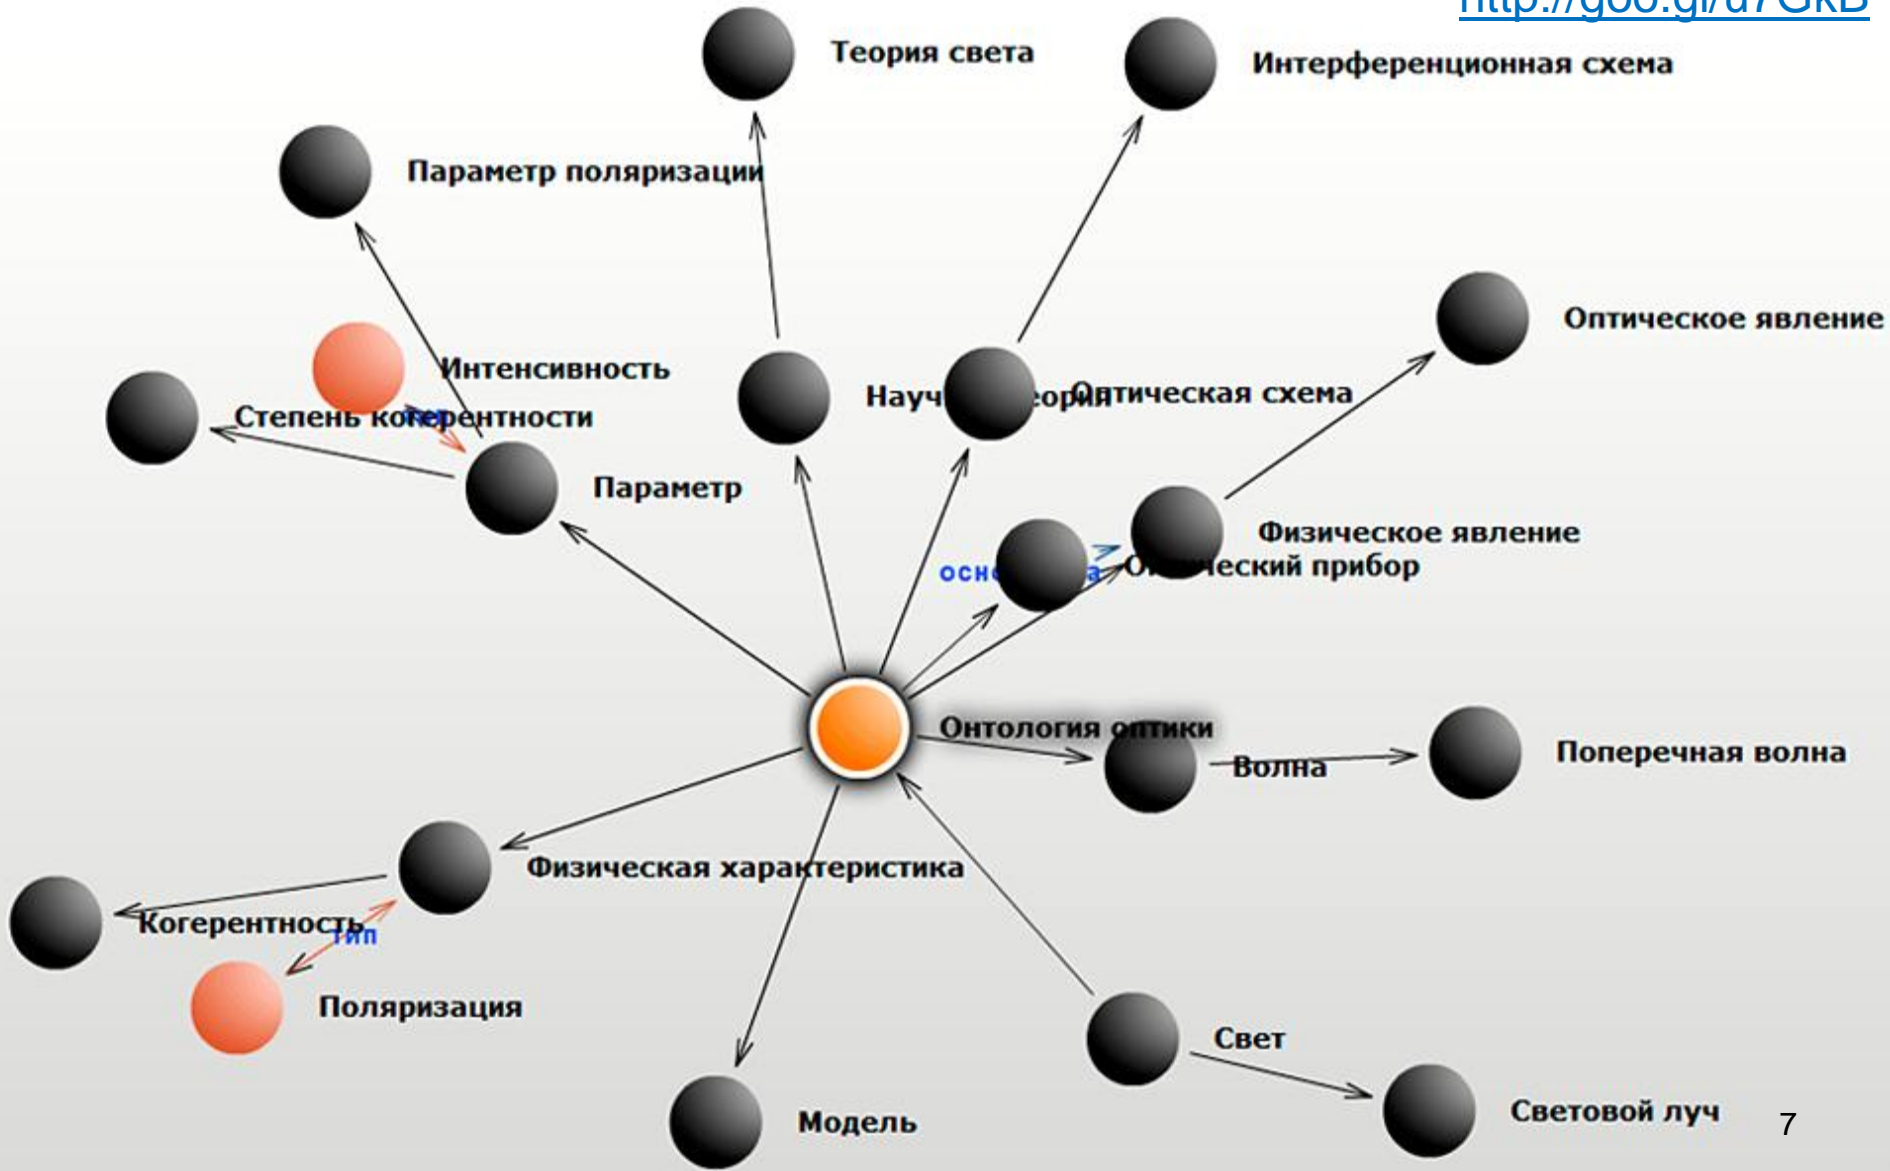 Теория света
Интерференционная схема
Параметр поляризации
Оптическое явление
Интенсивность
Оптическая схема
Степень когерентности
Параметр
Физическое явление
прибор
Онтология оптики
Поперечная волна
Волна
Физическая характеристика
Когерентность
тип
Поляризация
Свет
Световой луч
7
Модель